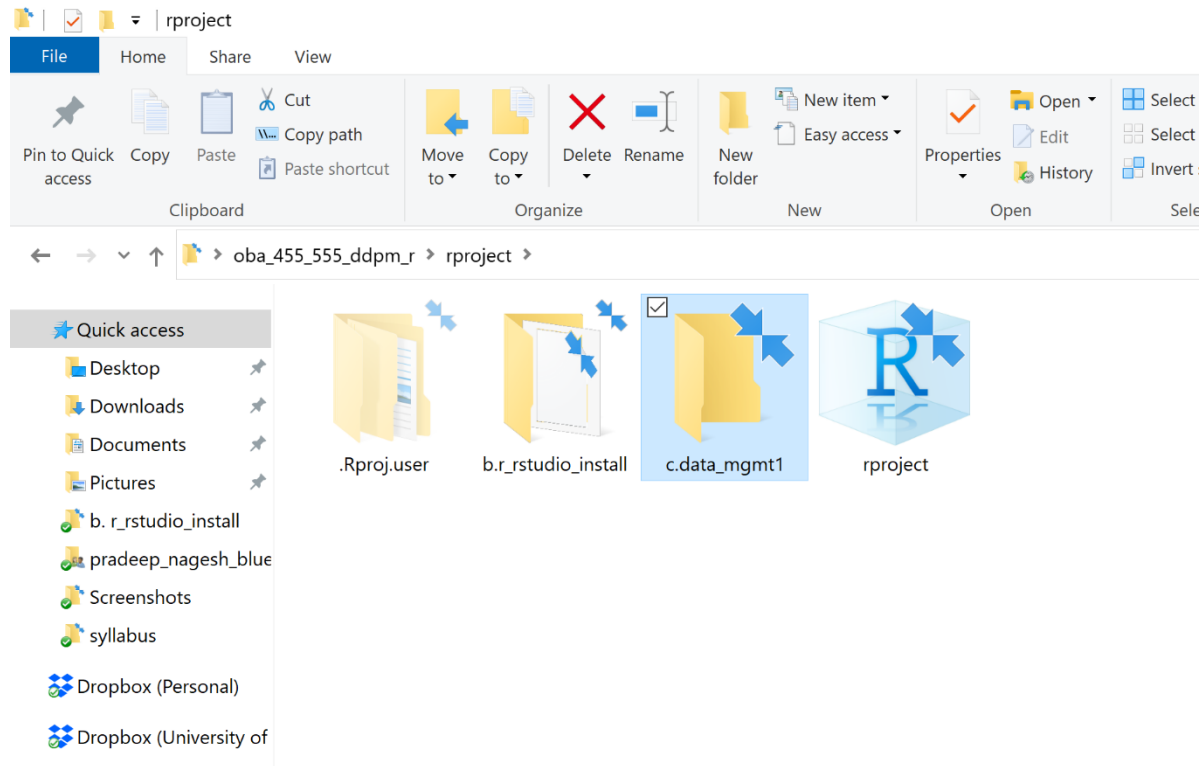 rproject
File Home Share View
Pin to Quick access
Copy
Paste
Cut
Copy path
Paste shortcut
Clipboard
Move to
Copy to
Delete
Rename
Organize
New folder
New item
Easy access
New
Properties
Open
Edit
History
Open
Select
Select
Invert
Sele
oba_455_555_ddpm_r > rproject >
Quick access
Desktop
Downloads
Documents
Pictures
b. r_rstudio_install
pradeep_nagesh_blue
Screenshots
syllabus
Dropbox (Personal)
Dropbox (University of
.Rproj.user
b.r_rstudio_install
c.data_mgmt1
R
rproject